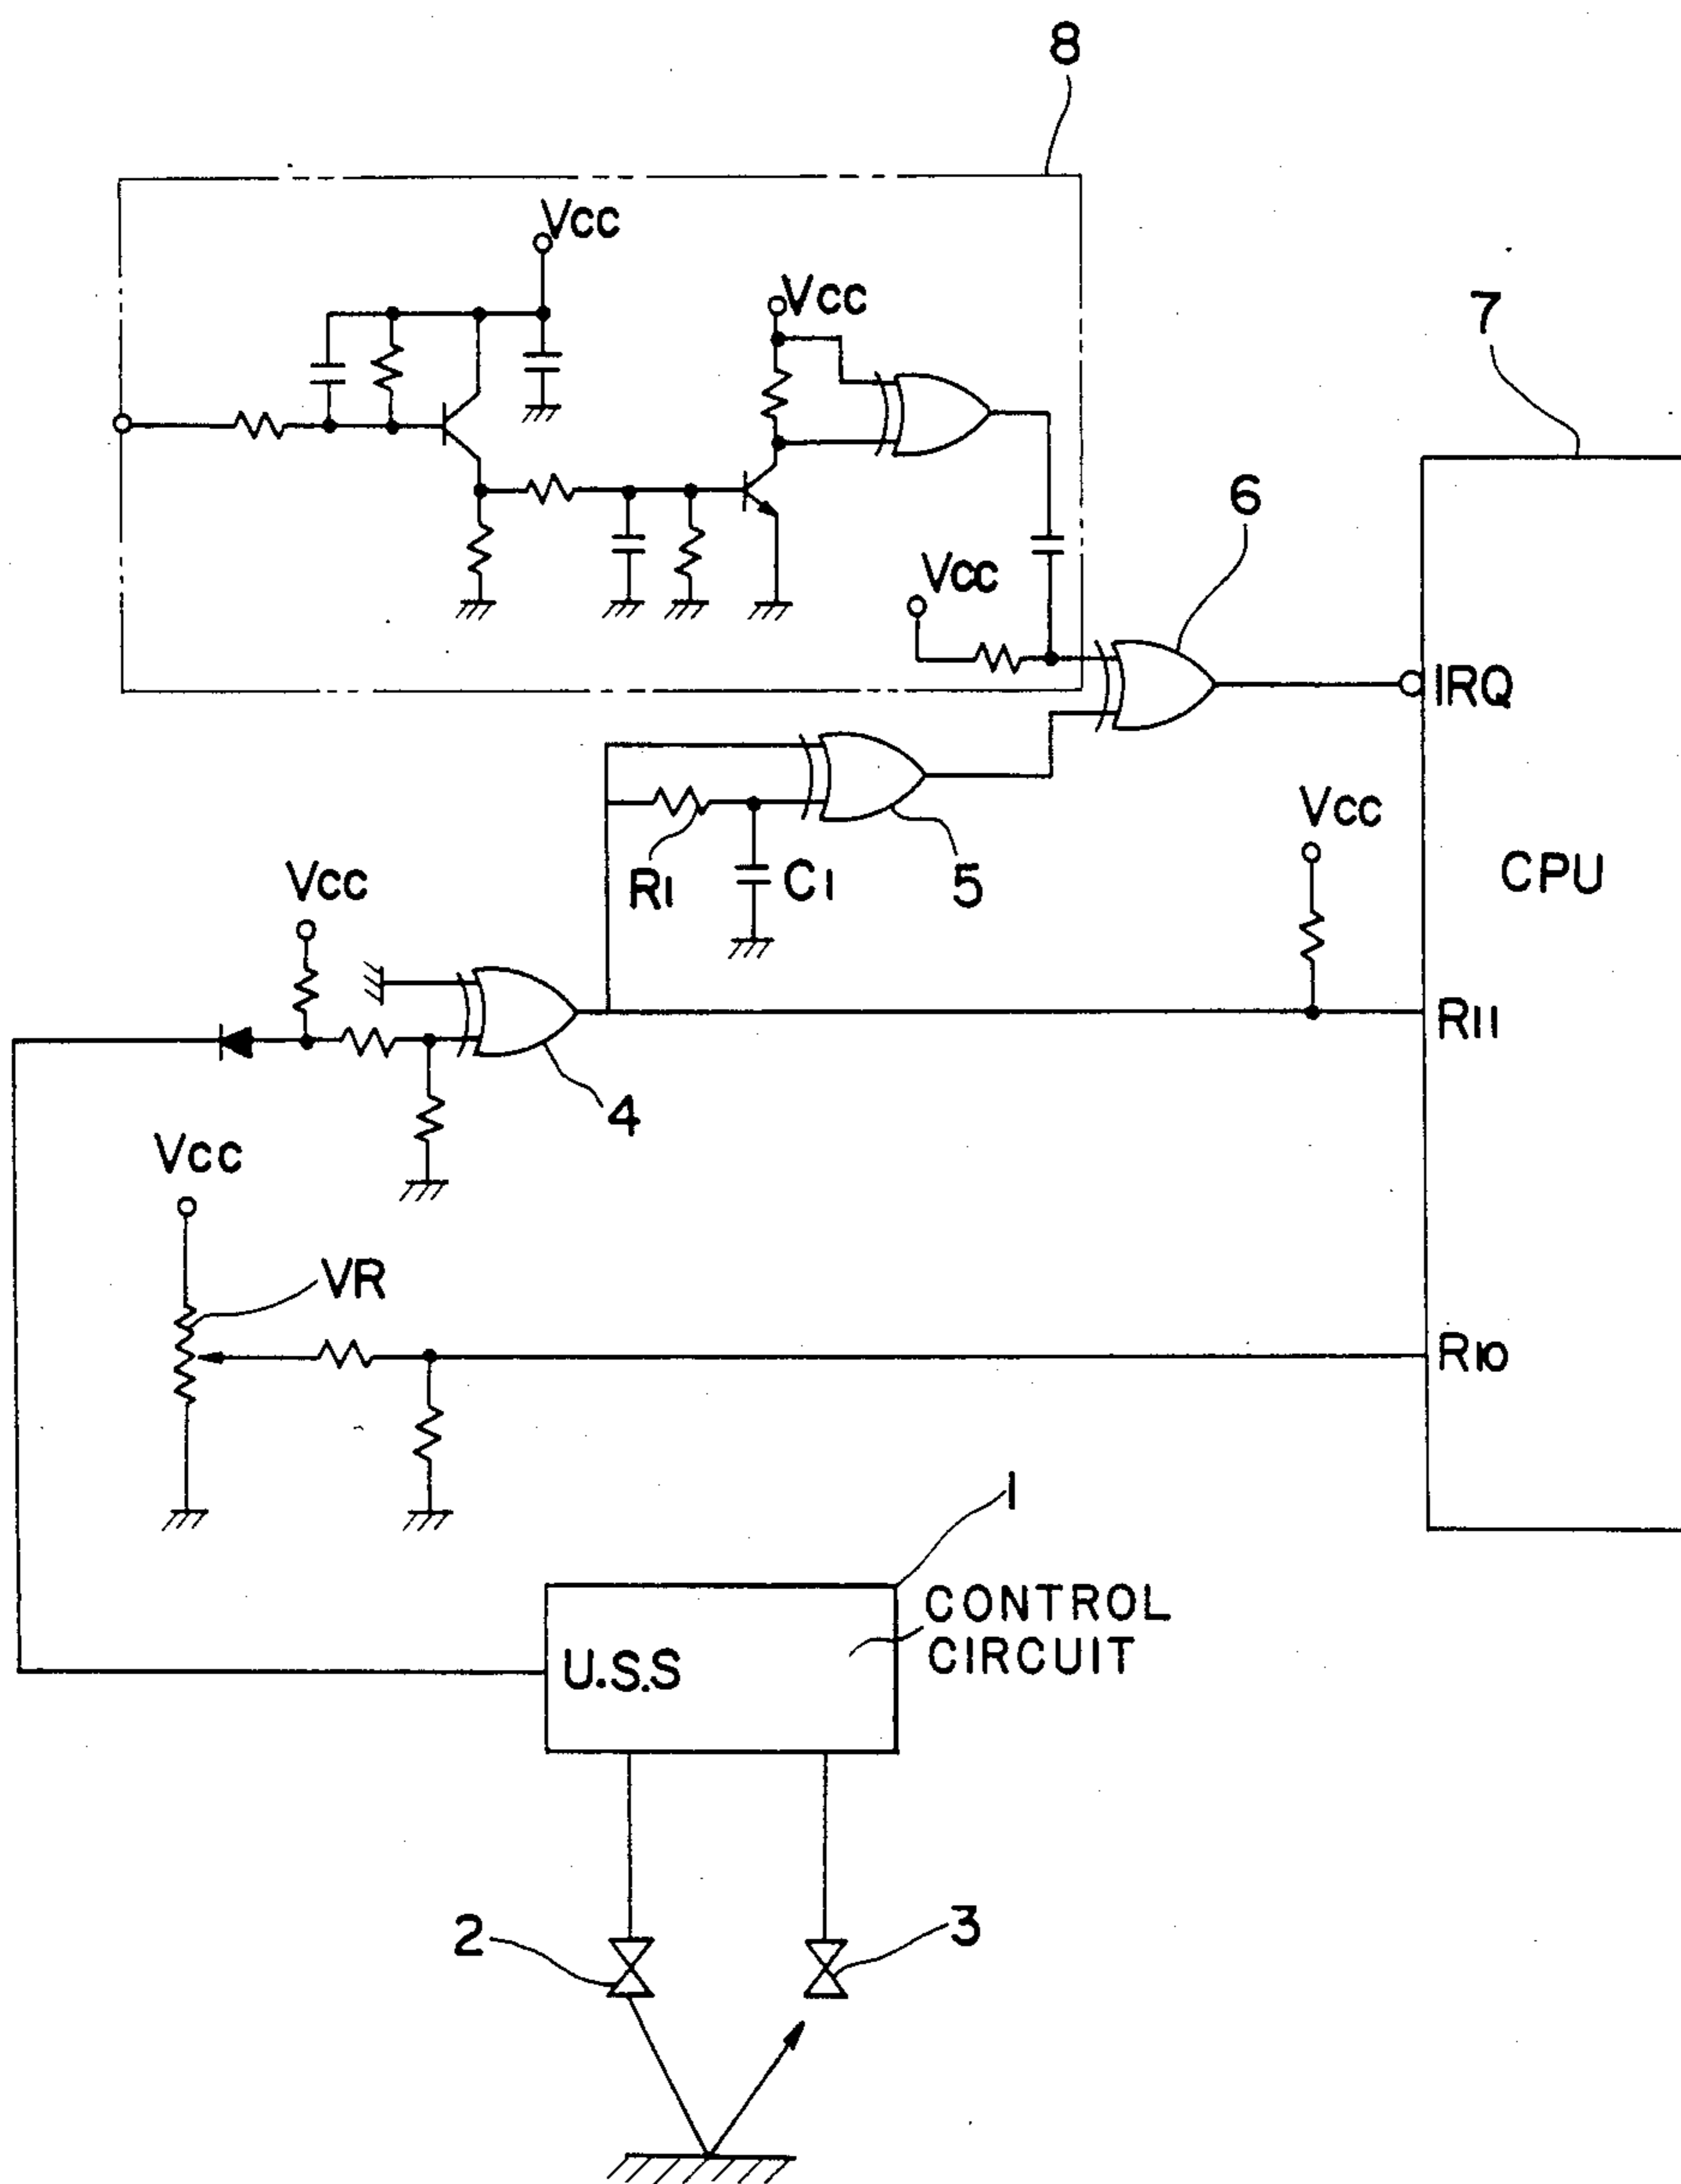 8
Vcc
Vcc
7
6
Vcc
IRQ
Vcc
CPU
R1
C1
5
Vcc
R11
4
Vcc
VR
R10
1
CONTROL
CIRCUIT
U.S.S
2
3